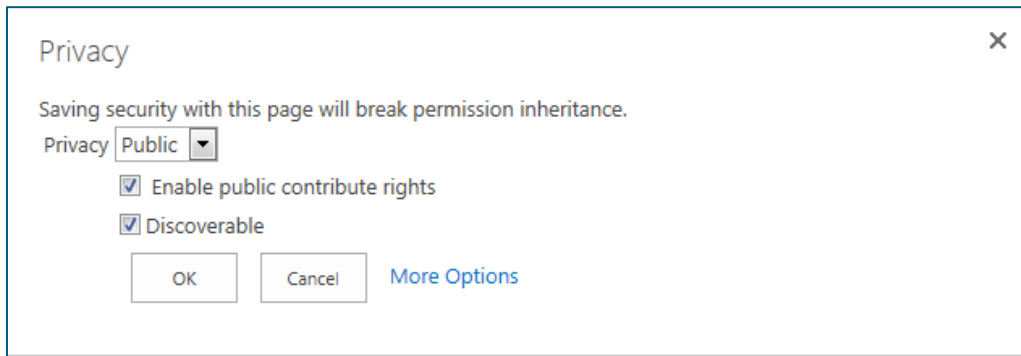 Privacy
Saving security with this page will break permission inheritance.
Privacy Public
Enable public contribute rights
Discoverable
OK Cancel More Options